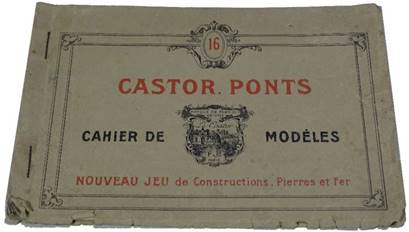 16
CASTOR. PONTS
CAHIER DE MODÈLES
NOUVEAU JEU de Constructions, Pierres et Fer